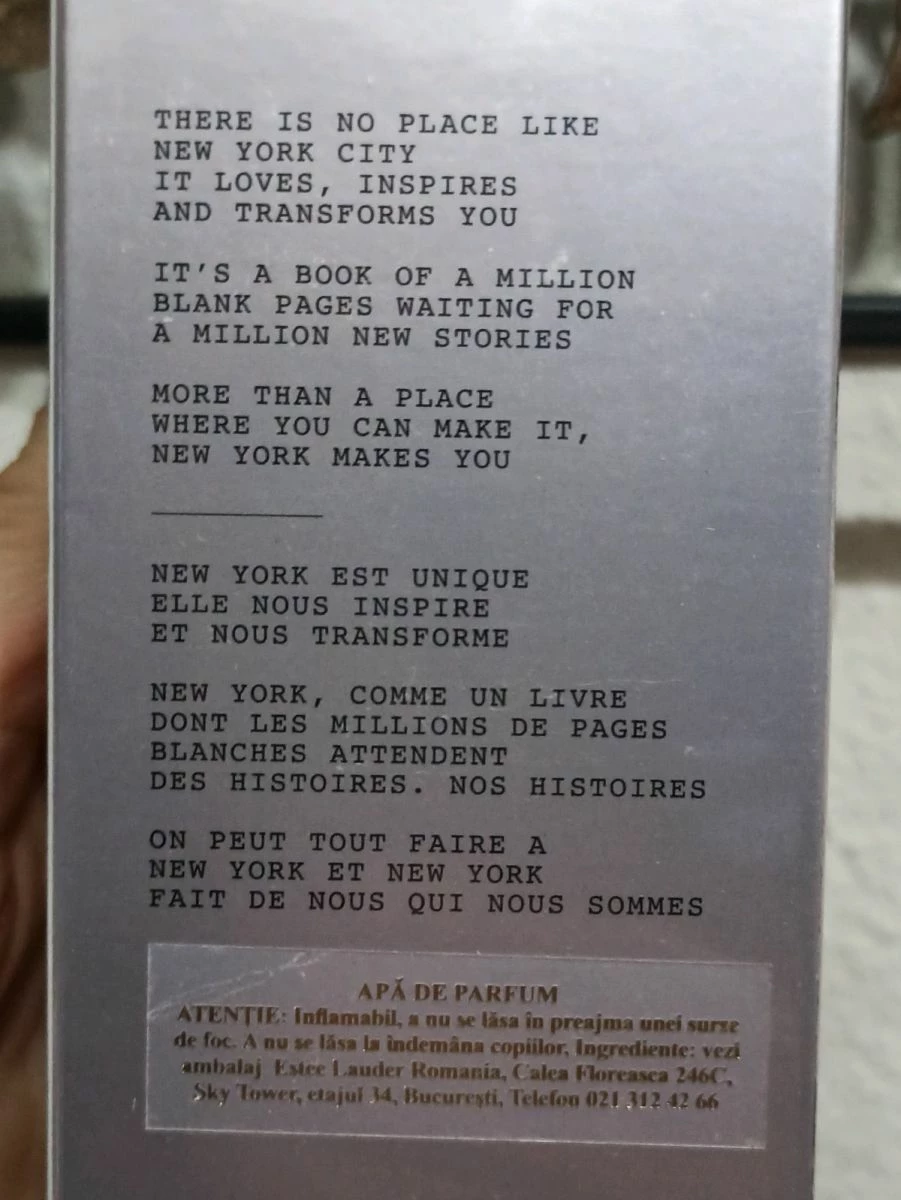 THERE IS NO PLACE LIKE
NEW YORK CITY
IT LOVES, INSPIRES
AND TRANSFORMS YOU
IT'S A BOOK OF A MILLION
BLANK PAGES WAITING FOR
A MILLION NEW STORIES
MORE THAN A PLACE
WHERE YOU CAN MAKE IT,
NEW YORK MAKES YOU
NEW YORK EST UNIQUE
ELLE NOUS INSPIRE
ET NOUS TRANSFORME
NEW YORK, COMME UN LIVRE
DONT LES MILLIONS DE PAGES
BLANCHES ATTENDENT
DES HISTOIRES. NOS HISTOIRES
ON PEUT TOUT FAIRE A
NEW YORK ET NEW YORK
FAIT DE NOUS QUI NOUS SOMMES
APĂ DE PARFUM
ATENȚIE: Inflamabil, a nu se lăsa în preajma unei surse
de foc. A nu se lăsa la îndemâna copiilor, Ingrediente: vezi
ambalaj Estee Lauder Romania, Calea Floreasca 246C,
Sky Tower, etajul 34, București, Telefon 021 312 42 66